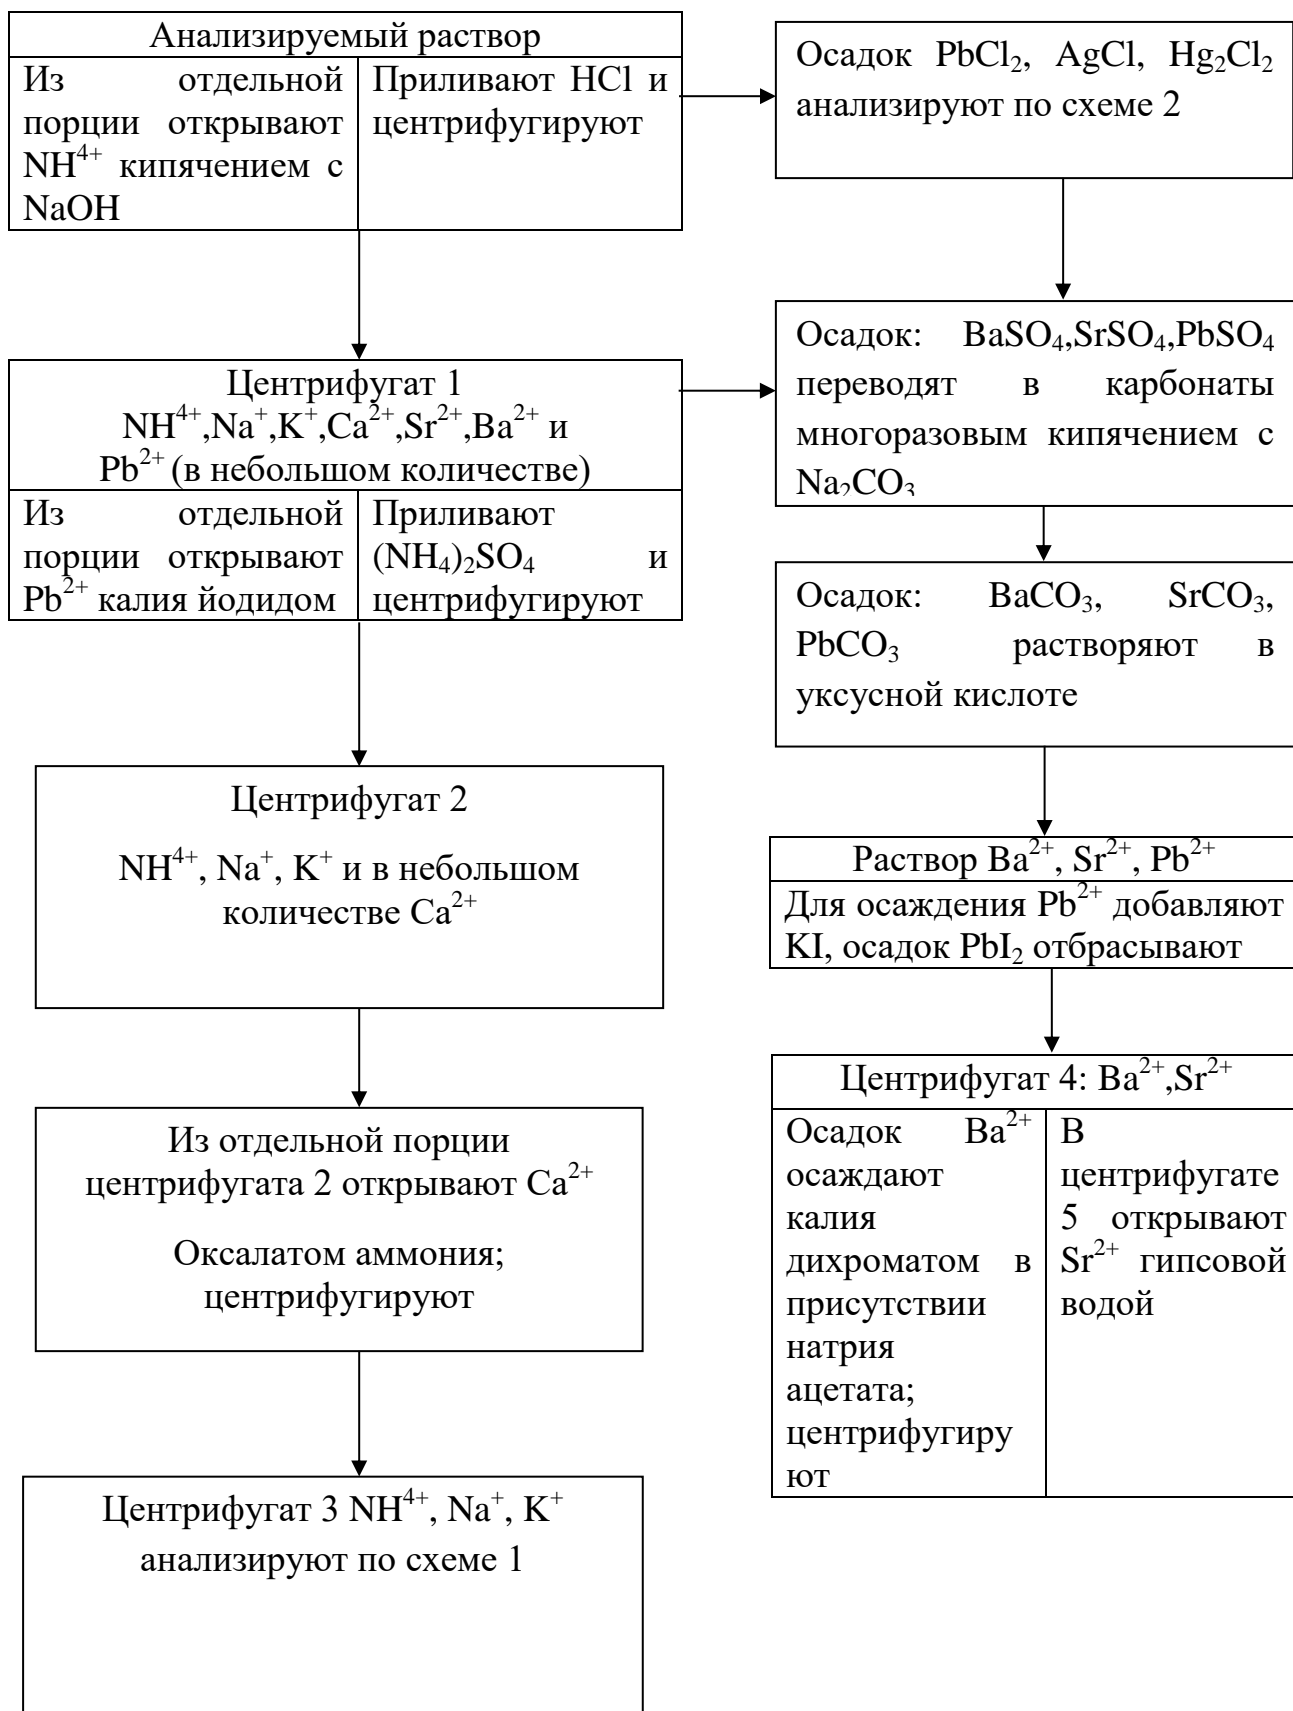 Анализируемый раствор
Из отдельной
порции открывают
NH⁴⁺ кипячением с
NaOH
Приливают HCl и
центрифугируют
Осадок PbCl₂, AgCl, Hg₂Cl₂
анализируют по схеме 2
Центрифугат 1
NH⁴⁺,Na⁺,K⁺,Ca²⁺,Sr²⁺,Ba²⁺ и
Pb²⁺ (в небольшом количестве)
Из отдельной
порции открывают
Pb²⁺ калия йодидом
Приливают
(NH₄)₂SO₄ и
центрифугируют
Осадок: BaSO₄,SrSO₄,PbSO₄
переводят в карбонаты
многоразовым кипячением с
Na₂CO₃
Осадок: BaCO₃, SrCO₃,
PbCO₃ растворяют в
уксусной кислоте
Центрифугат 2
NH⁴⁺, Na⁺, K⁺ и в небольшом
количестве Ca²⁺
Раствор Ba²⁺, Sr²⁺, Pb²⁺
Для осаждения Pb²⁺ добавляют
KI, осадок PbI₂ отбрасывают
Из отдельной порции
центрифугата 2 открывают Ca²⁺
Оксалатом аммония;
центрифугируют
Центрифугат 4: Ba²⁺,Sr²⁺
Осадок Ba²⁺
осаждают
калия
дихроматом в
присутствии
натрия
ацетата;
центрифугиру
ют
В
центрифугате
5 открывают
Sr²⁺ гипсовой
водой
Центрифугат 3 NH⁴⁺, Na⁺, K⁺
анализируют по схеме 1